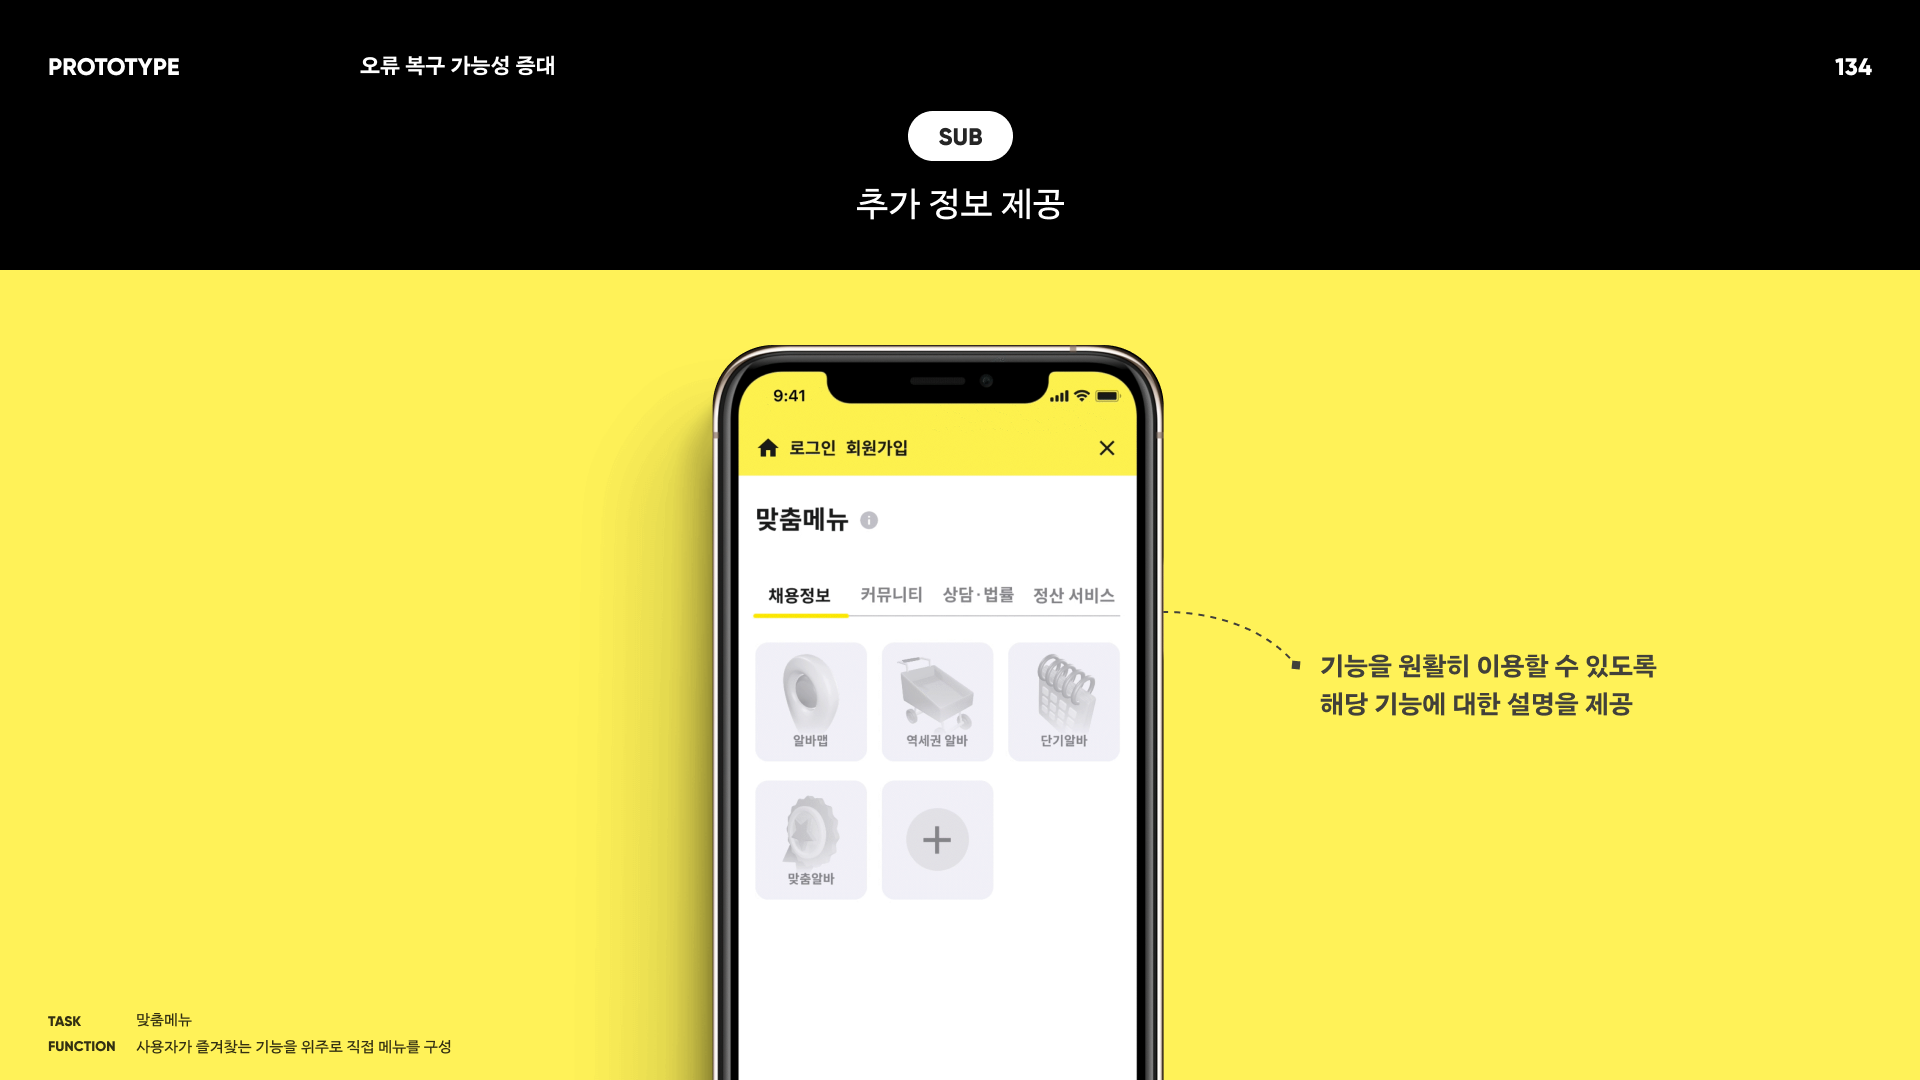 PROTOTYPE
오류 복구 가능성 증대
134
SUB
추가 정보 제공
9:41
로그인 회원가입
맞춤메뉴
채용정보 커뮤니티 상담·법률 정산 서비스
알바맵 역세권 알바 단기알바
맞춤알바
기능을 원활히 이용할 수 있도록
해당 기능에 대한 설명을 제공
TASK 맞춤메뉴
FUNCTION 사용자가 즐겨찾는 기능을 위주로 직접 메뉴를 구성